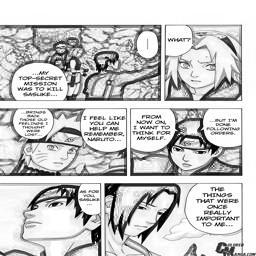 WHAT?
...MY
TOP-SECRET
MISSION
WAS TO KILL
SASUKE...
...BRINGS
BACK
THOSE OLD
FEELINGS I
THOUGHT
WERE
LOST...
I FEEL LIKE
YOU CAN
HELP ME
REMEMBER,
NARUTO...
FROM
NOW ON,
I WANT TO
THINK FOR
MYSELF.
...BUT I'M
DONE
FOLLOWING
ORDERS.
AS FOR
YOU,
SASUKE...
THE
THINGS
THAT WERE
ONCE
REALLY
IMPORTANT
TO ME...